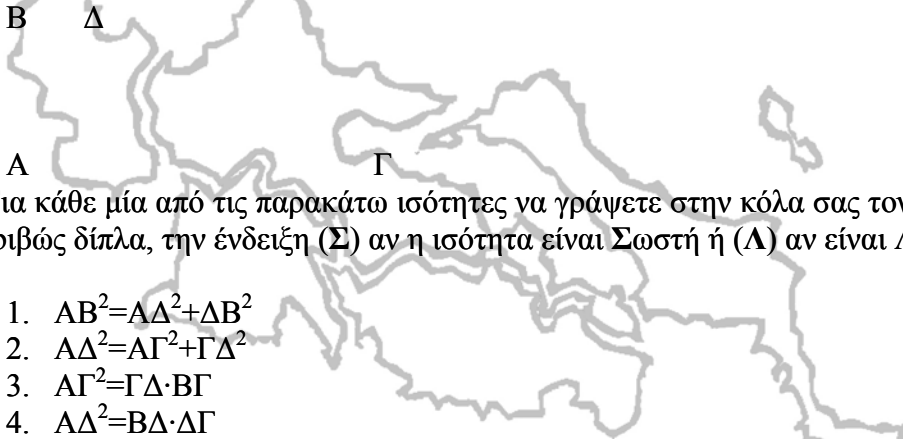 Β Δ
Α Γ
ια κάθε μία από τις παρακάτω ισότητες να γράψετε στην κόλα σας τον
ριβώς δίπλα, την ένδειξη (Σ) αν η ισότητα είναι Σωστή ή (Λ) αν είναι
1. ΑΒ²=ΑΔ²+ΔΒ²
2. ΑΔ²=ΑΓ²+ΓΔ²
3. ΑΓ²=ΓΔ·ΒΓ
4. ΑΔ²=ΒΔ·ΔΓ